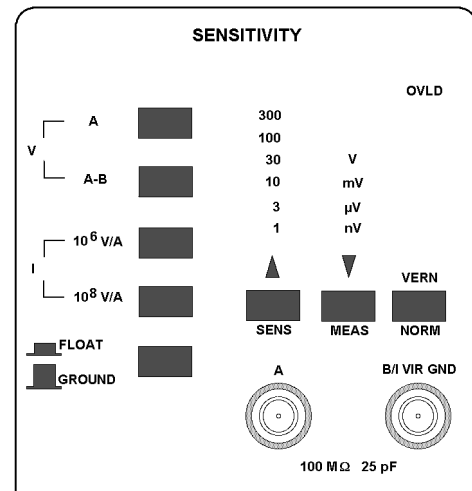 SENSITIVITY
OVLD
V
A
A-B
I
10⁶ V/A
10⁸ V/A
FLOAT
GROUND
300
100
30
10
3
1
V
mV
µV
nV
SENS
MEAS
VERN
NORM
A
B/I VIR GND
100 MΩ 25 pF